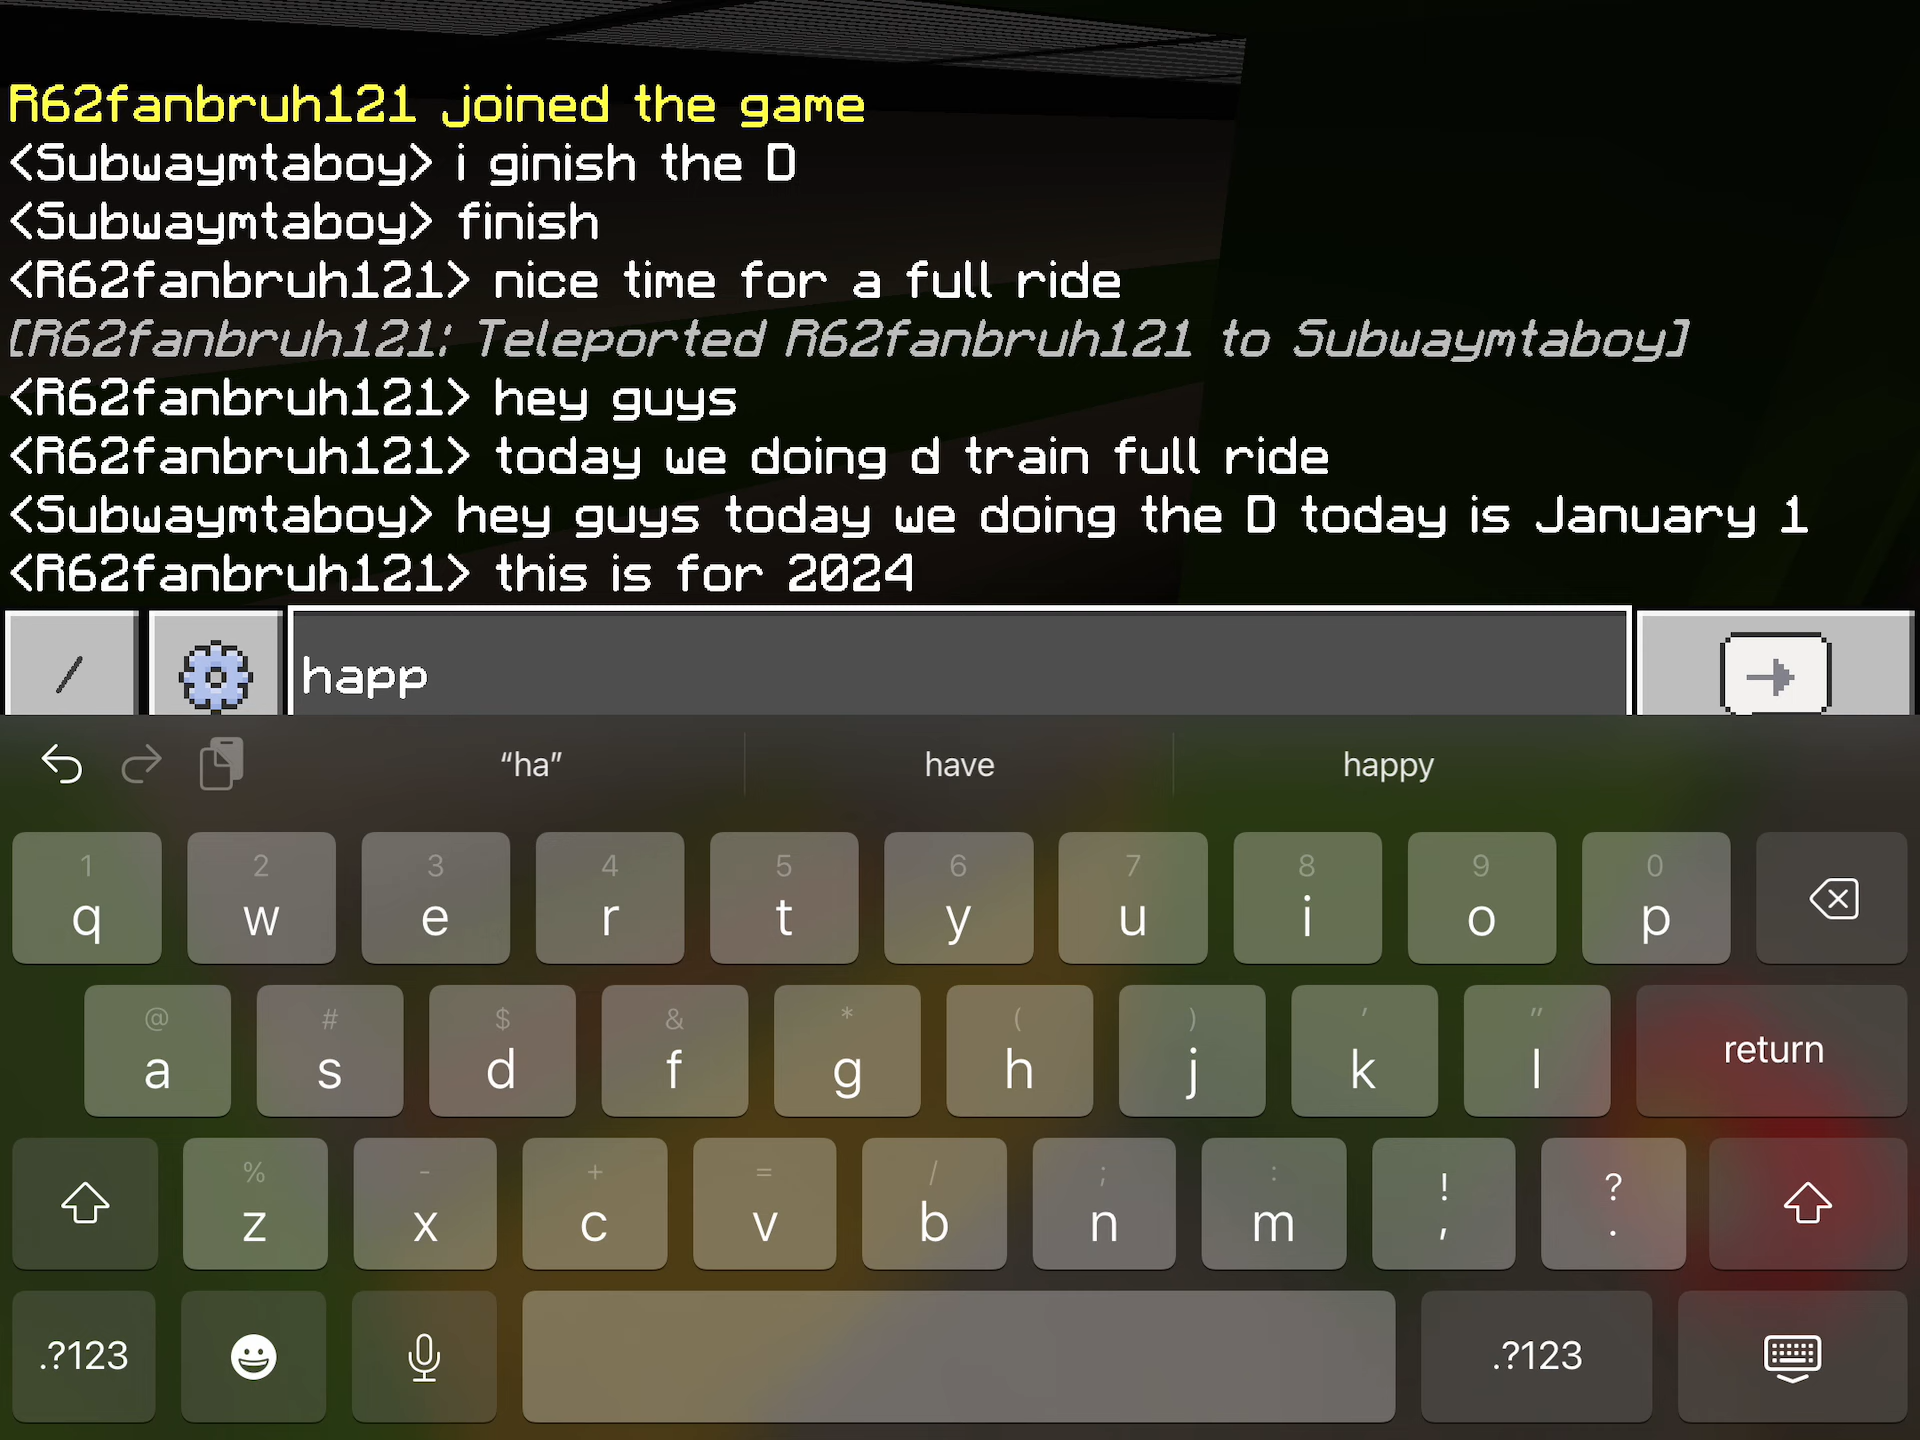 R62fanbruh121 joined the game
<Subwaymtaboy> i ginish the D
<Subwaymtaboy> finish
<R62fanbruh121> nice time for a full ride
[R62fanbruh121: Teleported R62fanbruh121 to Subwaymtaboy]
<R62fanbruh121> hey guys
<R62fanbruh121> today we doing d train full ride
<Subwaymtaboy> hey guys today we doing the D today is January 1
<R62fanbruh121> this is for 2024
/ happ
“ha” have happy
1 2 3 4 5 6 7 8 9 0
q w e r t y u i o p
@ # $ & * ( ) ' "
a s d f g h j k l return
% - + = / ; : ! ?
z x c v b n m , .
.?123 .?123